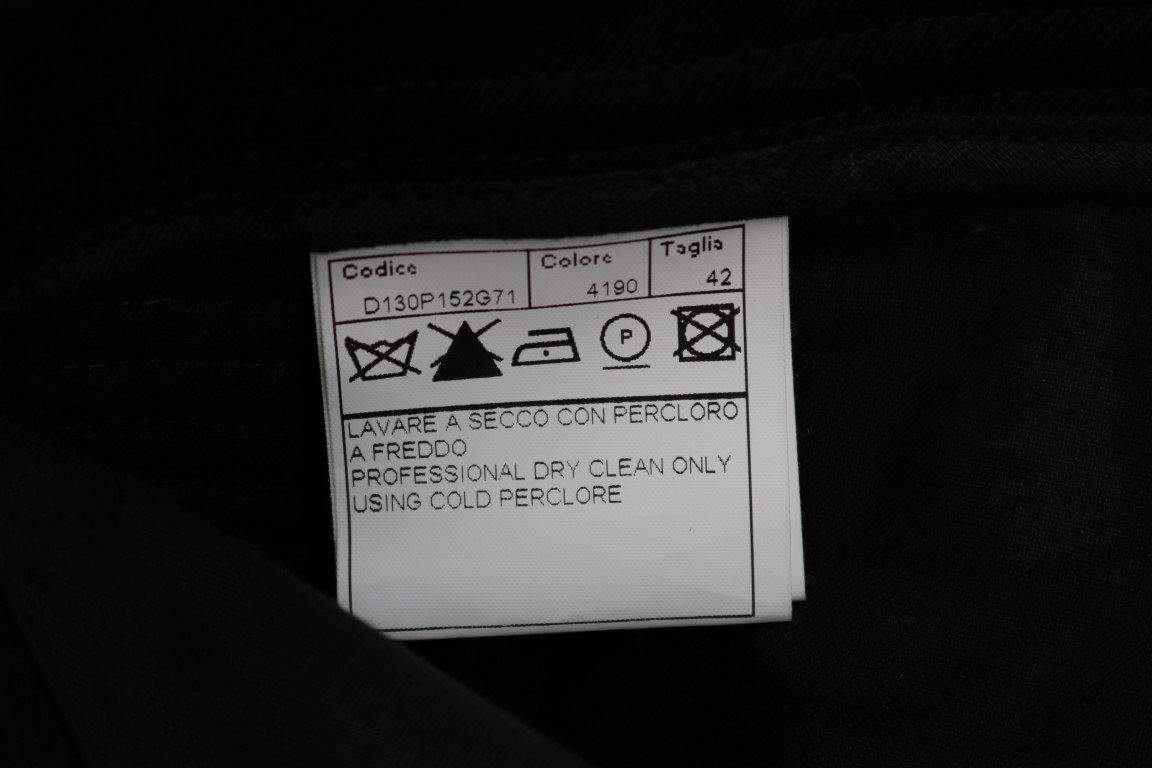 Codice Colore Taglia
D130P152G71 4190 42
P
LAVARE A SECCO CON PERCLORO
A FREDDO
PROFESSIONAL DRY CLEAN ONLY
USING COLD PERCLORE